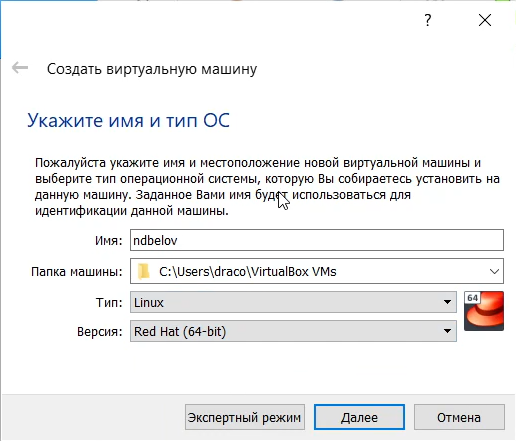 ?
Создать виртуальную машину
Укажите имя и тип ОС
Пожалуйста укажите имя и местоположение новой виртуальной машины и
выберите тип операционной системы, которую Вы собираетесь установить на
данную машину. Заданное Вами имя будет использоваться для
идентификации данной машины.
Имя: ndbelov
Папка машины: C:\Users\draco\VirtualBox VMs
Тип: Linux
64
Версия: Red Hat (64-bit)
Экспертный режим Далее Отмена